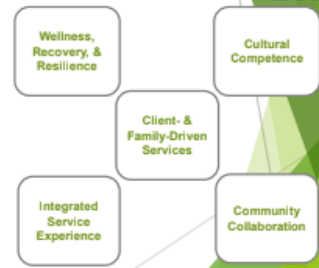 Wellness,
Recovery, &
Resilience
Cultural
Competence
Client- &
Family-Driven
Services
Integrated
Service
Experience
Community
Collaboration